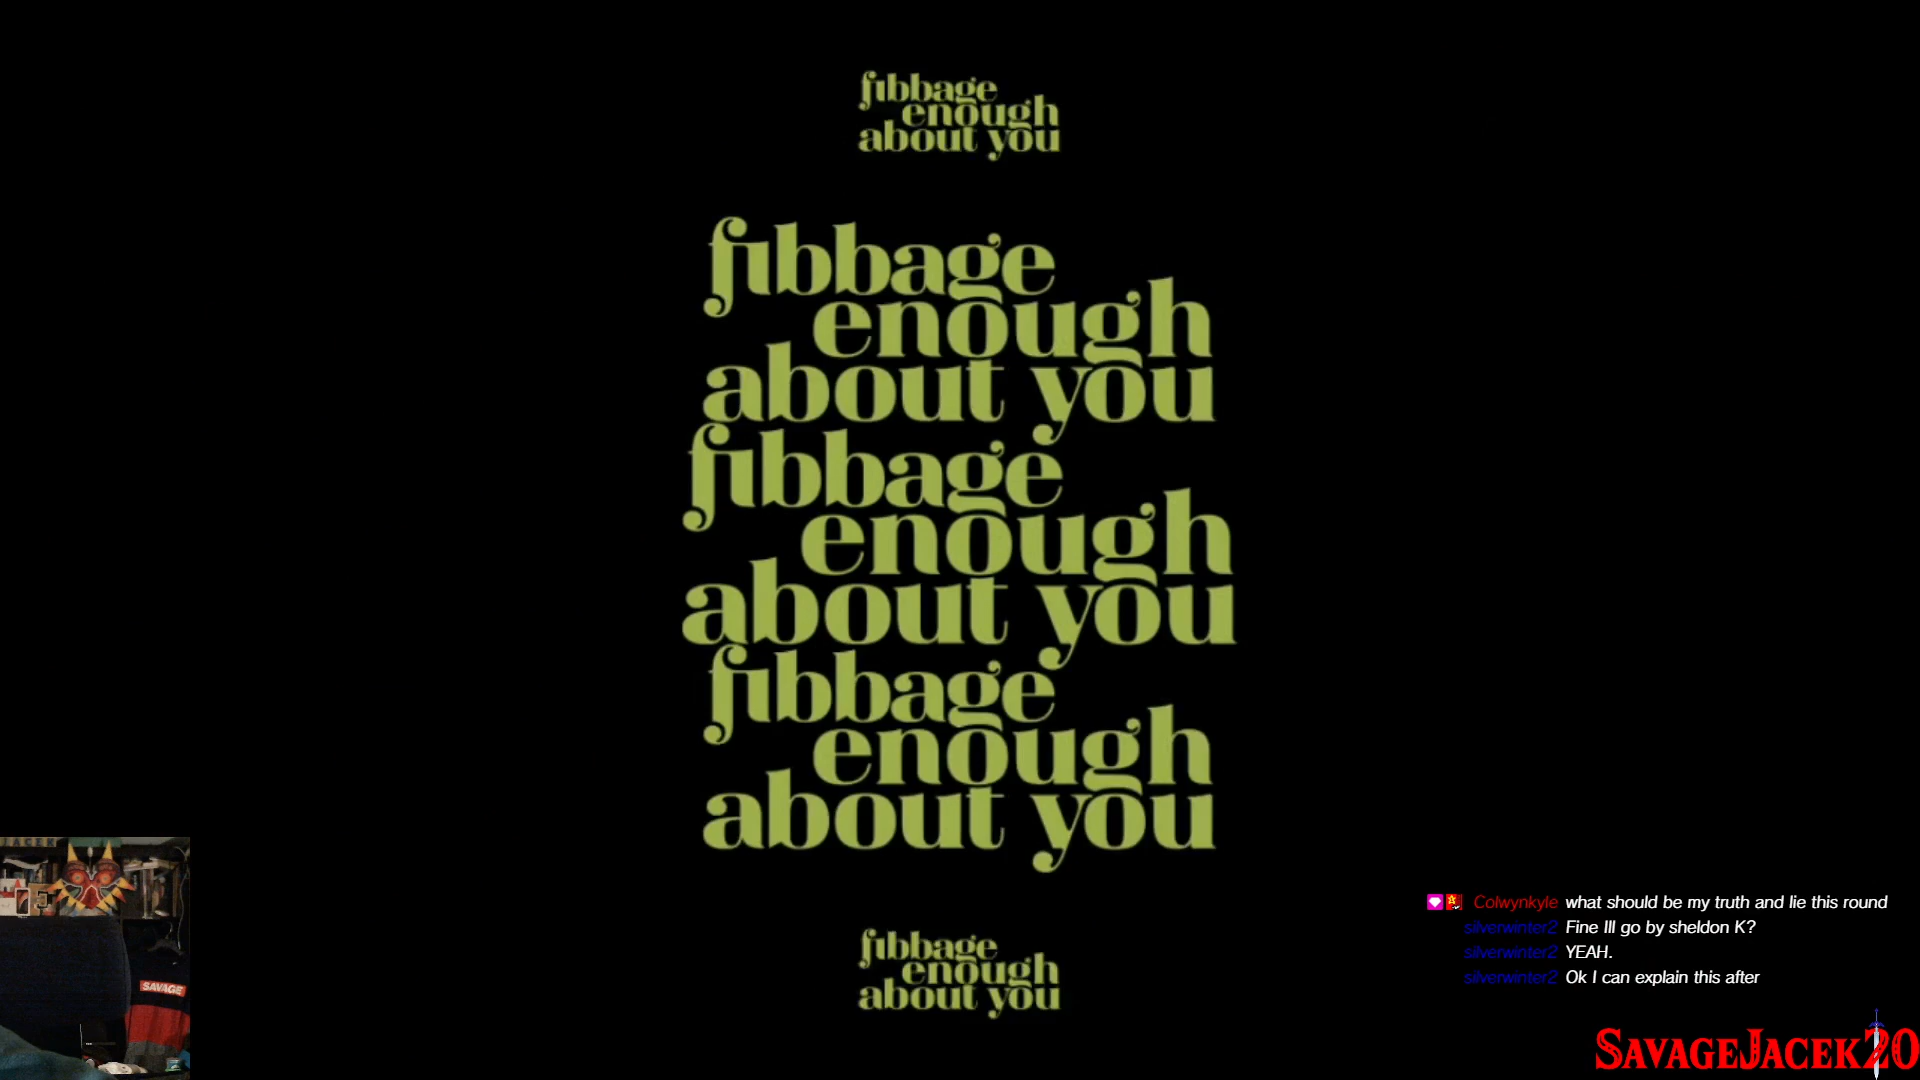 fibbage
enough
about you
fibbage
enough
about you
fibbage
enough
about you
fibbage
enough
about you
fibbage
enough
about you
Colwynkyle what should be my truth and lie this round
silverwinter2 Fine Ill go by sheldon K?
silverwinter2 YEAH.
silverwinter2 Ok I can explain this after
SAVAGE
SAVAGEJACEK20